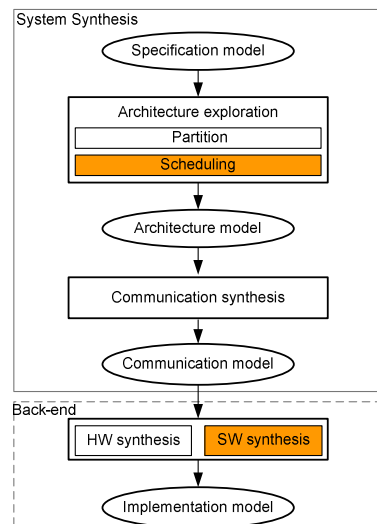 System Synthesis
Specification model
Architecture exploration
Partition
Scheduling
Architecture model
Communication synthesis
Communication model
Back-end
HW synthesis
SW synthesis
Implementation model